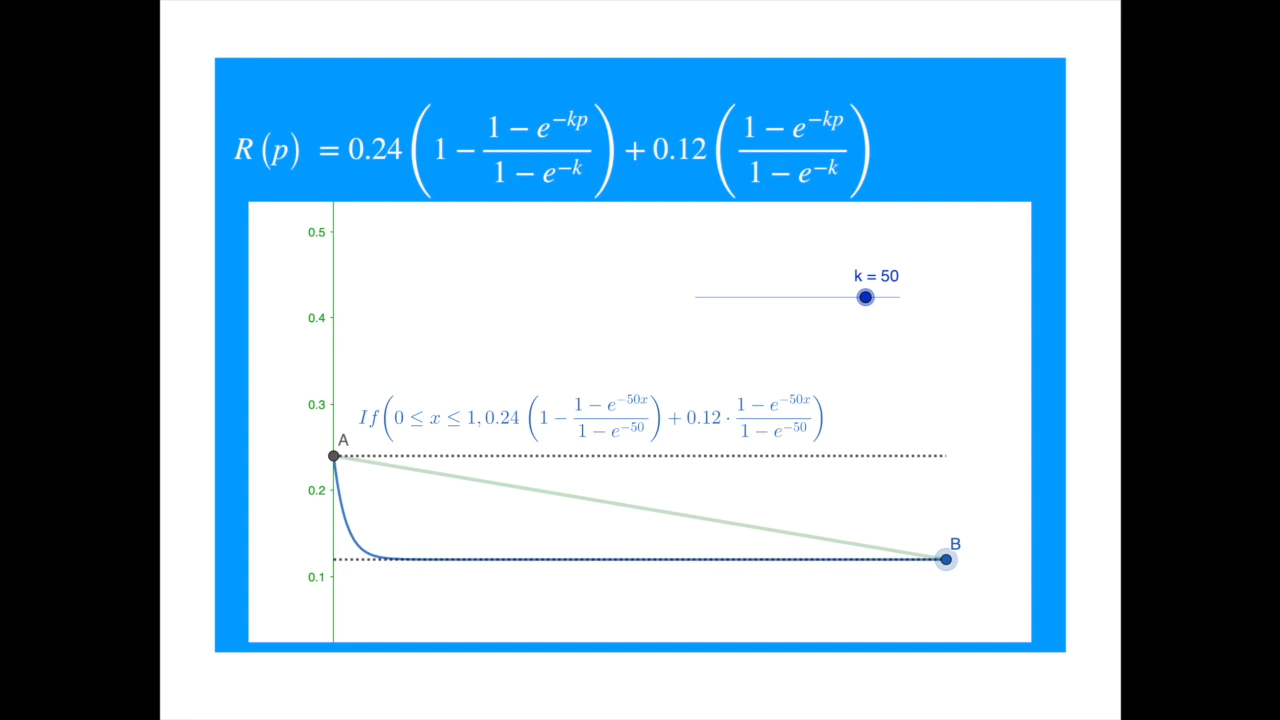 R(p) = 0.24(1 − (1 − e^{−kp})/(1 − e^{−k})) + 0.12((1 − e^{−kp})/(1 − e^{−k}))
0.5
k = 50
0.4
0.3
If(0 ≤ x ≤ 1, 0.24 (1 − (1 − e^{−50x})/(1 − e^{−50})) + 0.12 · (1 − e^{−50x})/(1 − e^{−50}))
A
0.2
B
0.1